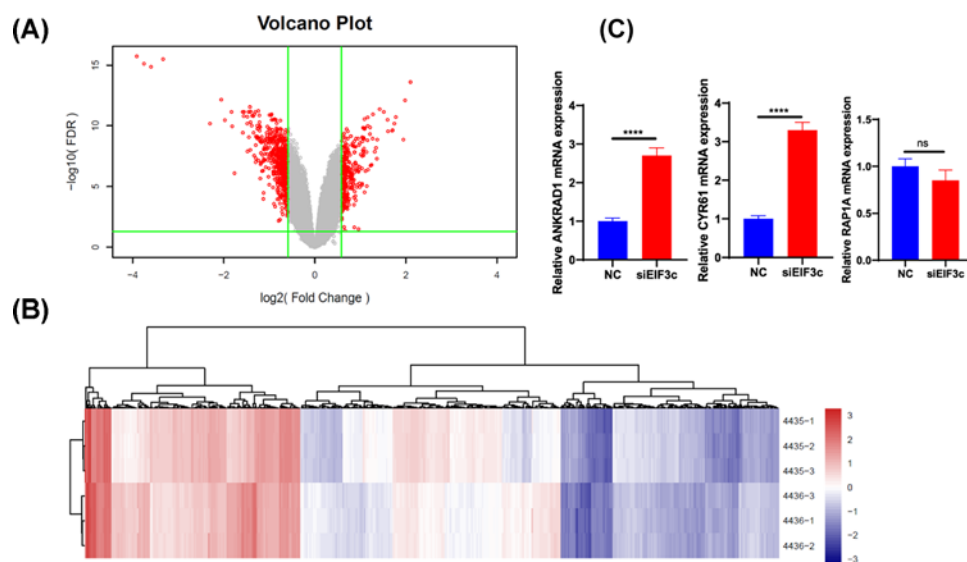 (A)
Volcano Plot
−log10( FDR )
15
10
5
0
−4
−2
0
2
4
log2( Fold Change )
(C)
Relative ANKRAD1 mRNA expression
4
3
2
1
0
****
NC
siEIF3c
Relative CYR61 mRNA expression
4
3
2
1
0
****
NC
siEIF3c
Relative RAP1A mRNA expression
1.5
1.0
0.5
0.0
ns
NC
siEIF3c
(B)
4435−1
4435−2
4435−3
4436−3
4436−1
4436−2
3
2
1
0
−1
−2
−3